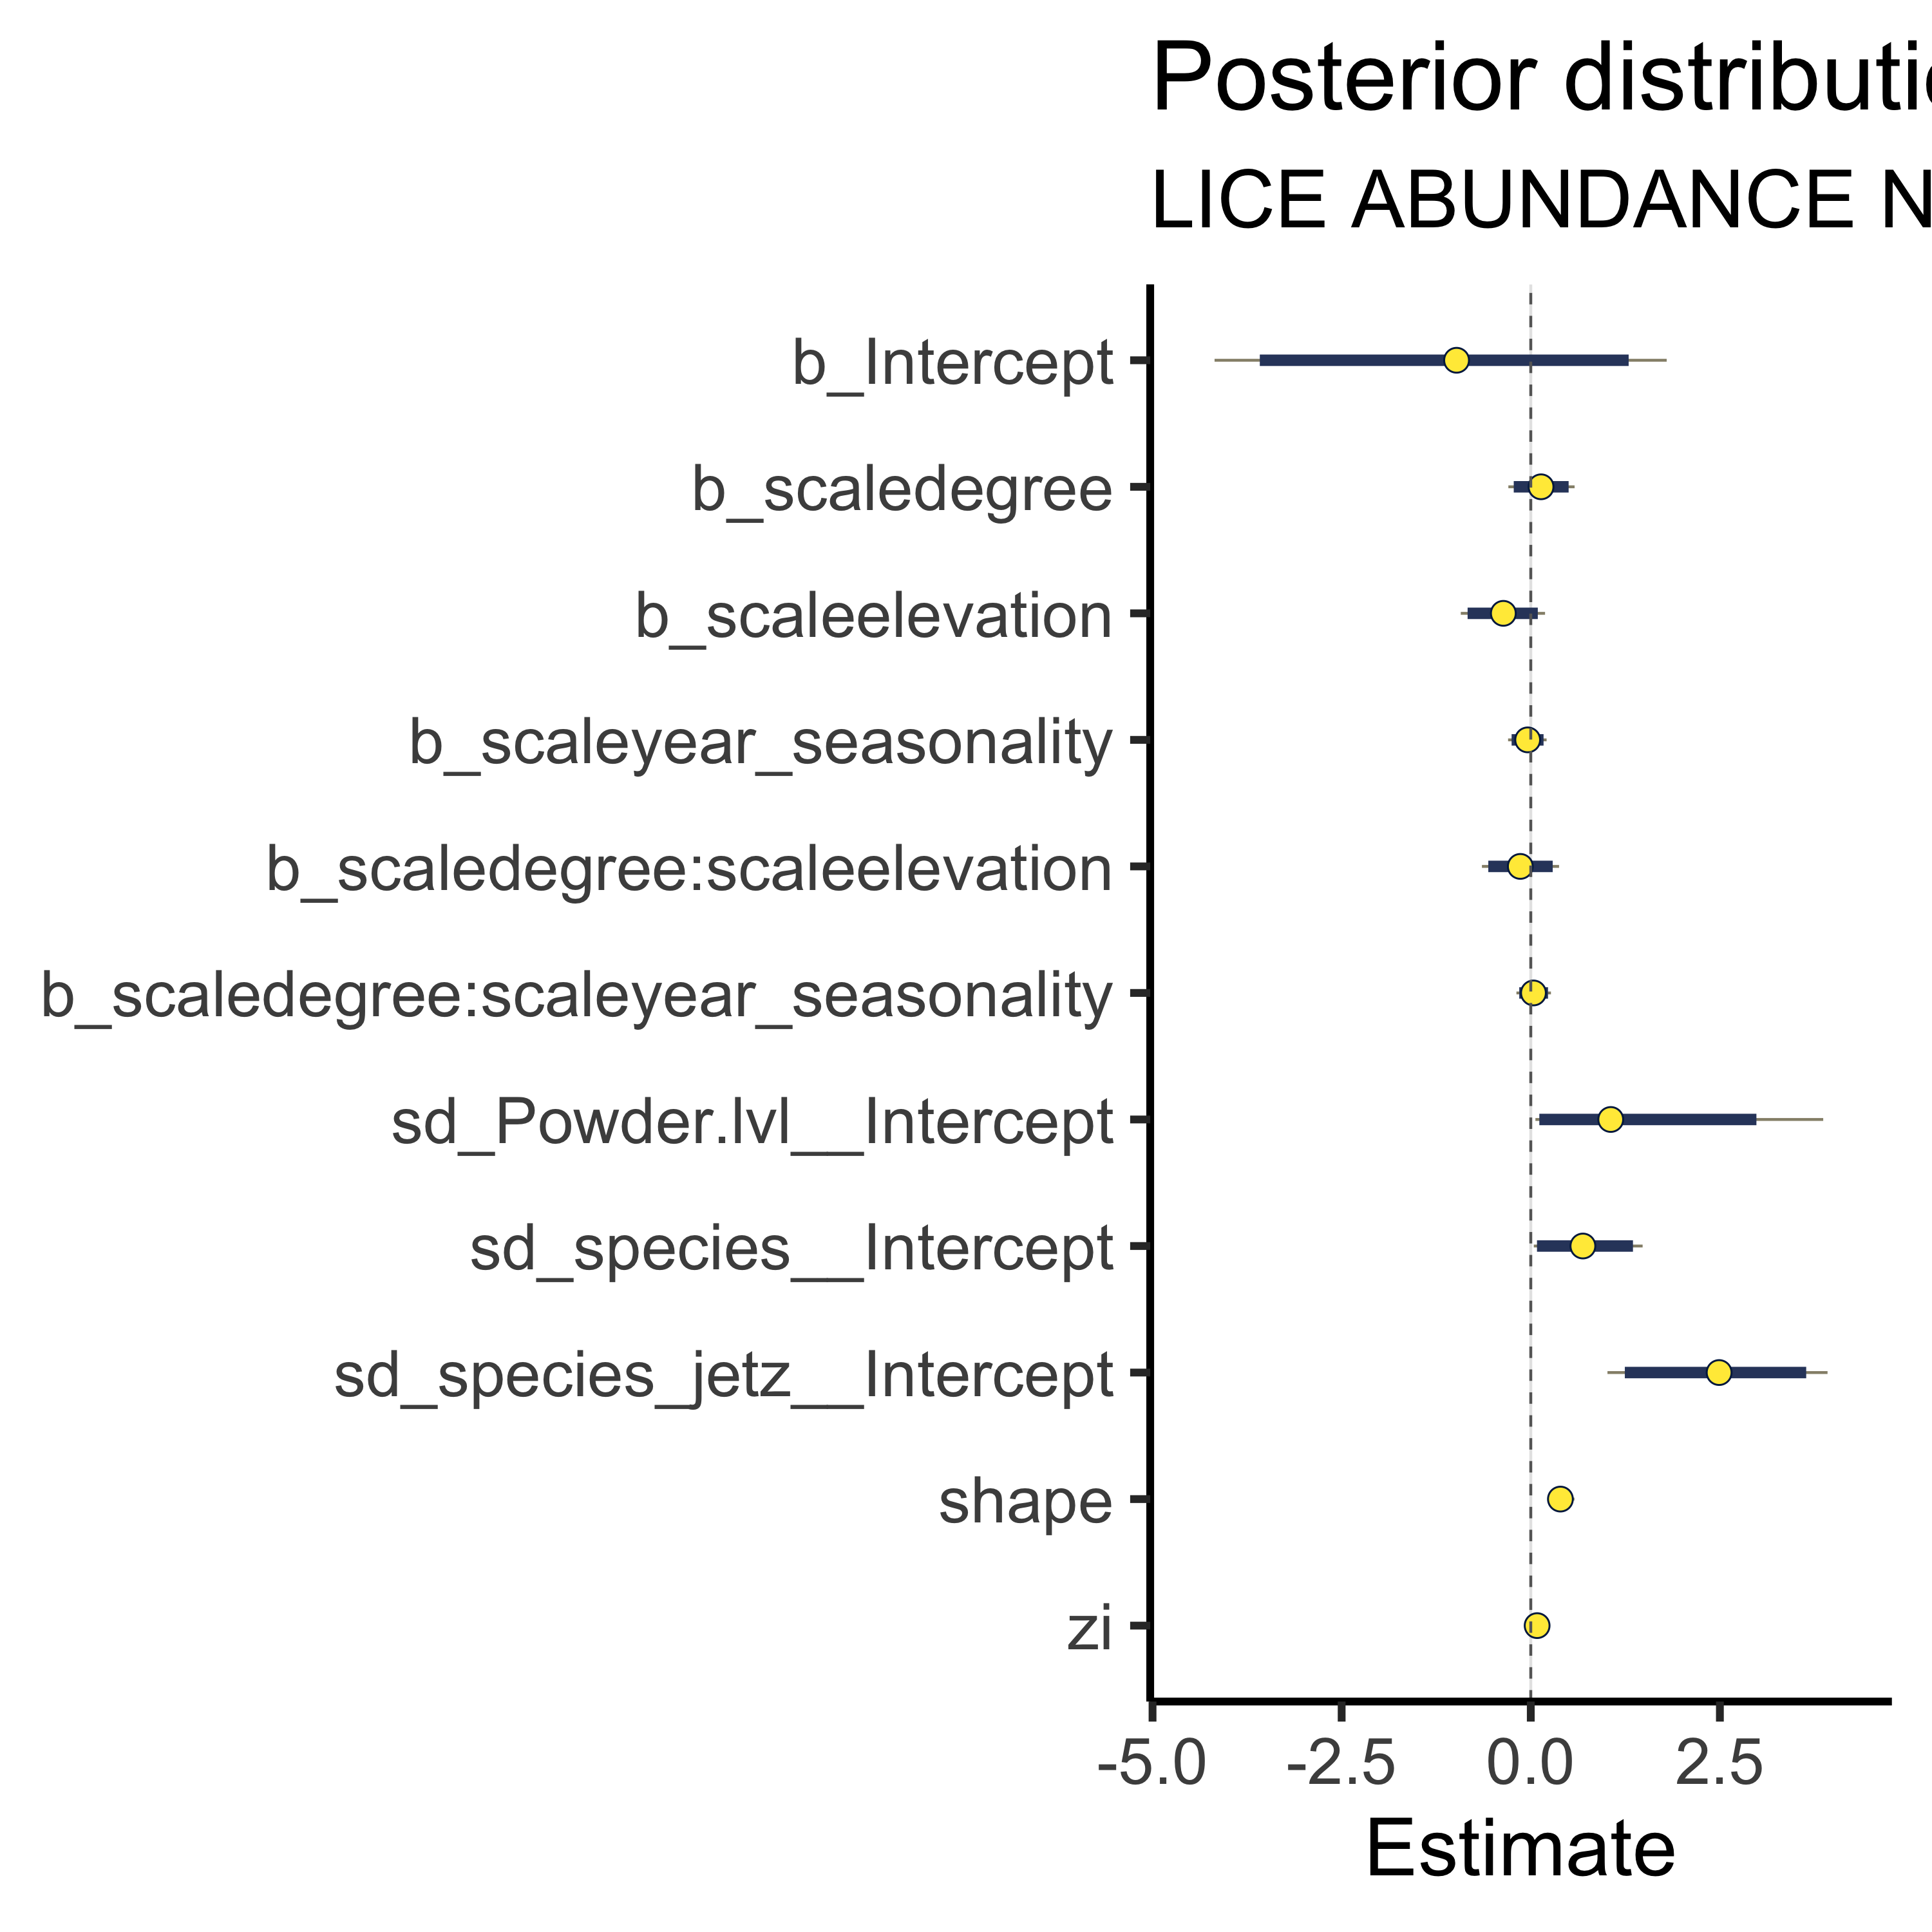 Posterior distributio
LICE ABUNDANCE N
b_Intercept
b_scaledegree
b_scaleelevation
b_scaleyear_seasonality
b_scaledegree:scaleelevation
b_scaledegree:scaleyear_seasonality
sd_Powder.lvl__Intercept
sd_species__Intercept
sd_species_jetz__Intercept
shape
zi
-5.0 -2.5 0.0 2.5
Estimate